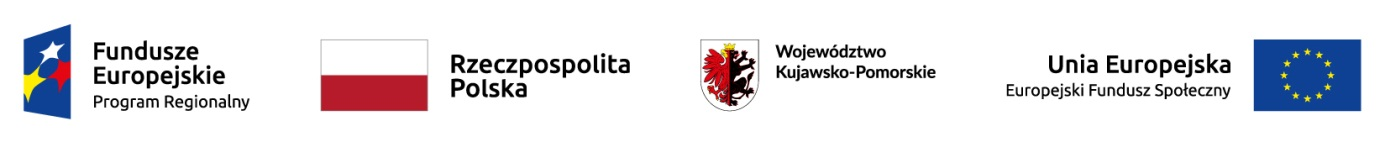 Fundusze
Europejskie
Program Regionalny
Rzeczpospolita
Polska
Województwo
Kujawsko-Pomorskie
Unia Europejska
Europejski Fundusz Społeczny